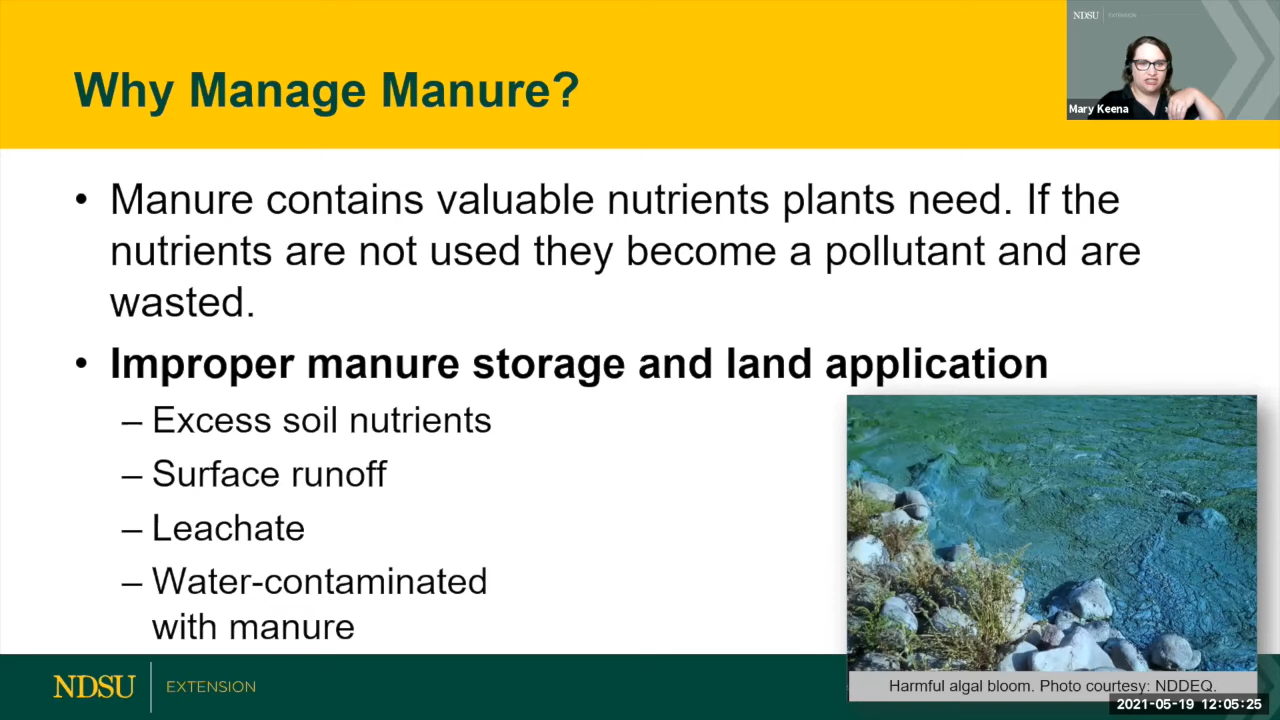 NDSU EXTENSION
Why Manage Manure?
Mary Keena
• Manure contains valuable nutrients plants need. If the
nutrients are not used they become a pollutant and are
wasted.
• Improper manure storage and land application
– Excess soil nutrients
– Surface runoff
– Leachate
– Water-contaminated
with manure
Harmful algal bloom. Photo courtesy: NDDEQ.
NDSU EXTENSION
2021-05-19 12:05:25